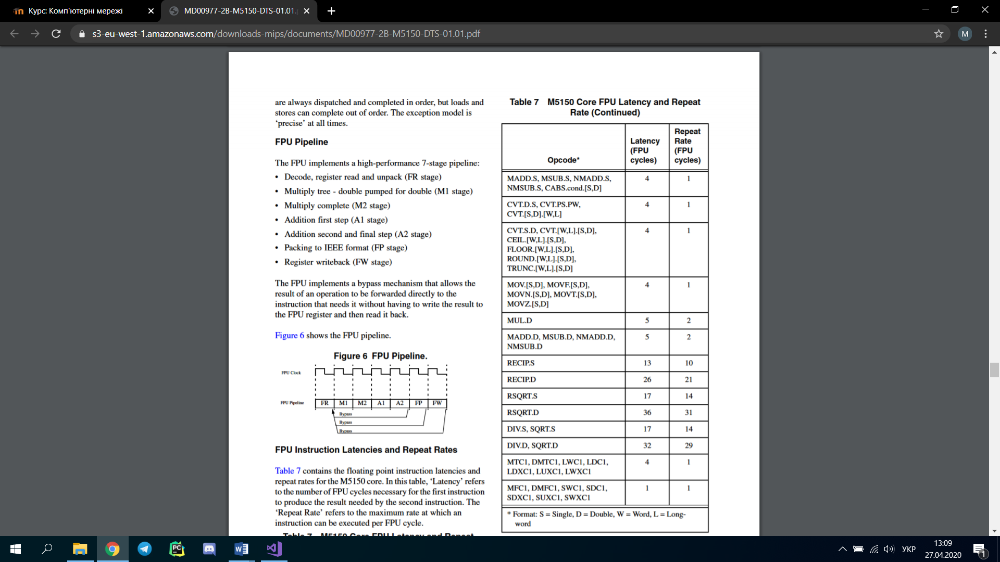 Курс: Комп'ютерні мережі
MD00977-2B-M5150-DTS-01.01.
s3-eu-west-1.amazonaws.com/downloads-mips/documents/MD00977-2B-M5150-DTS-01.01.pdf
M
are always dispatched and completed in order, but loads and
stores can complete out of order. The exception model is
‘precise’ at all times.
FPU Pipeline
The FPU implements a high-performance 7-stage pipeline:
• Decode, register read and unpack (FR stage)
• Multiply tree - double pumped for double (M1 stage)
• Multiply complete (M2 stage)
• Addition first step (A1 stage)
• Addition second and final step (A2 stage)
• Packing to IEEE format (FP stage)
• Register writeback (FW stage)
The FPU implements a bypass mechanism that allows the
result of an operation to be forwarded directly to the
instruction that needs it without having to write the result to
the FPU register and then read it back.
Figure 6 shows the FPU pipeline.
Figure 6 FPU Pipeline.
FPU Clock
FPU Pipeline FR M1 M2 A1 A2 FP FW
Bypass
Bypass
Bypass
FPU Instruction Latencies and Repeat Rates
Table 7 contains the floating point instruction latencies and
repeat rates for the M5150 core. In this table, ‘Latency’ refers
to the number of FPU cycles necessary for the first instruction
to produce the result needed by the second instruction. The
‘Repeat Rate’ refers to the maximum rate at which an
instruction can be executed per FPU cycle.
Table 7 M5150 Core FPU Latency and Repeat
Table 7 M5150 Core FPU Latency and Repeat
Rate (Continued)
Opcode*
Latency
(FPU
cycles)
Repeat
Rate
(FPU
cycles)
MADD.S, MSUB.S, NMADD.S, 4 1
NMSUB.S, CABS.cond.[S,D]
CVT.D.S, CVT.PS.PW, 4 1
CVT.[S,D].[W,L]
CVT.S.D, CVT.[W,L].[S,D], 4 1
CEIL.[W,L].[S,D],
FLOOR.[W,L].[S,D],
ROUND.[W,L].[S,D],
TRUNC.[W,L].[S,D]
MOV.[S,D], MOVF.[S,D], 4 1
MOVN.[S,D], MOVT.[S,D],
MOVZ.[S,D]
MUL.D 5 2
MADD.D, MSUB.D, NMADD.D, 5 2
NMSUB.D
RECIP.S 13 10
RECIP.D 26 21
RSQRT.S 17 14
RSQRT.D 36 31
DIV.S, SQRT.S 17 14
DIV.D, SQRT.D 32 29
MTC1, DMTC1, LWC1, LDC1, 4 1
LDXC1, LUXC1, LWXC1
MFC1, DMFC1, SWC1, SDC1, 1 1
SDXC1, SUXC1, SWXC1
* Format: S = Single, D = Double, W = Word, L = Long-
word
PC
W
УКР
13:09
27.04.2020
1